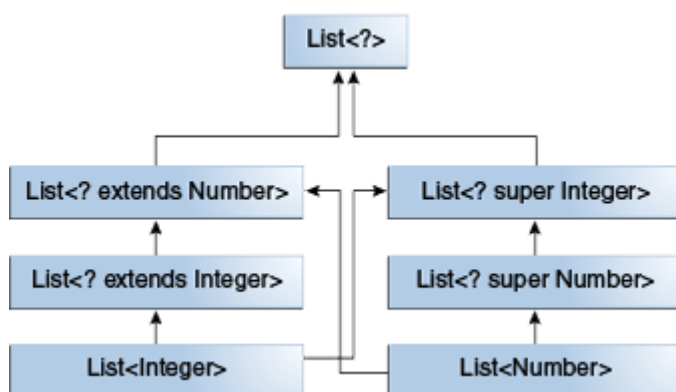 List<?>
List<? extends Number>
List<? super Integer>
List<? extends Integer>
List<? super Number>
List<Integer>
List<Number>